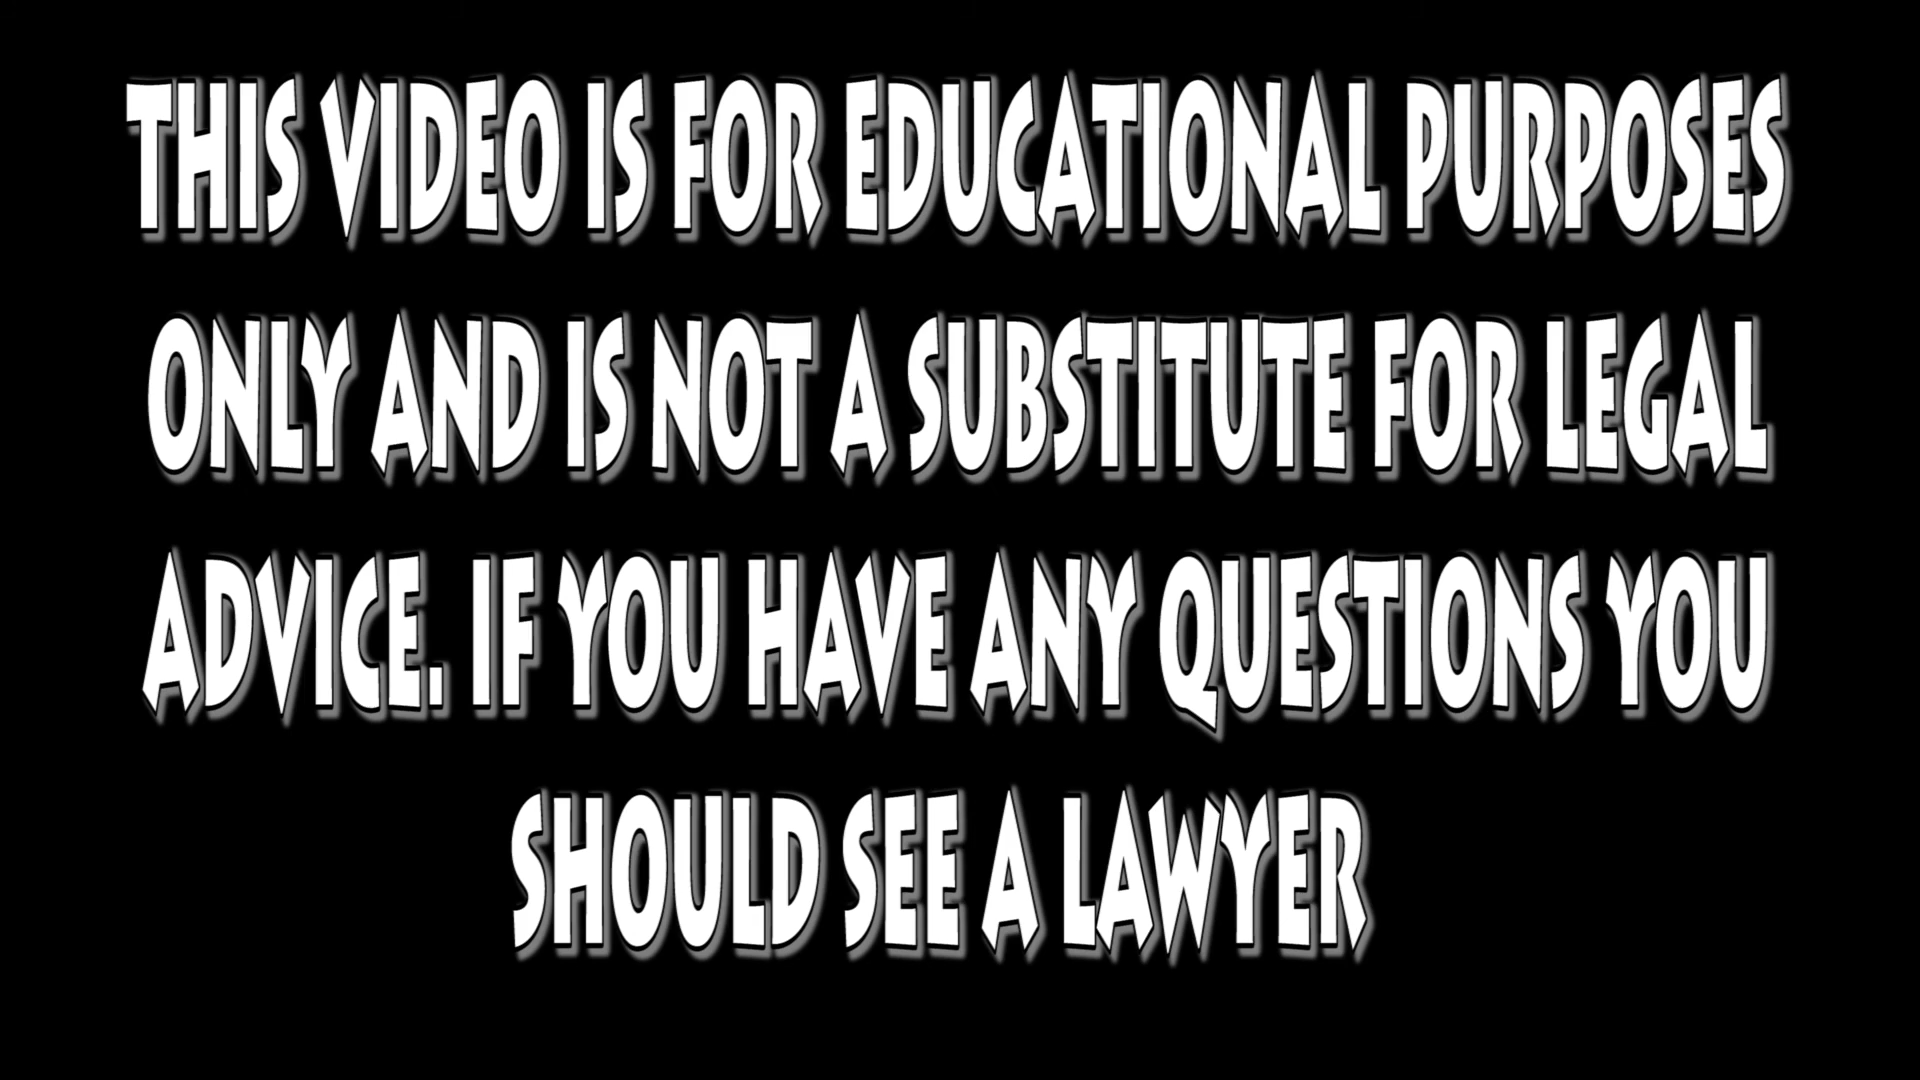 THIS VIDEO IS FOR EDUCATIONAL PURPOSES
ONLY AND IS NOT A SUBSTITUTE FOR LEGAL
ADVICE. IF YOU HAVE ANY QUESTIONS YOU
SHOULD SEE A LAWYER